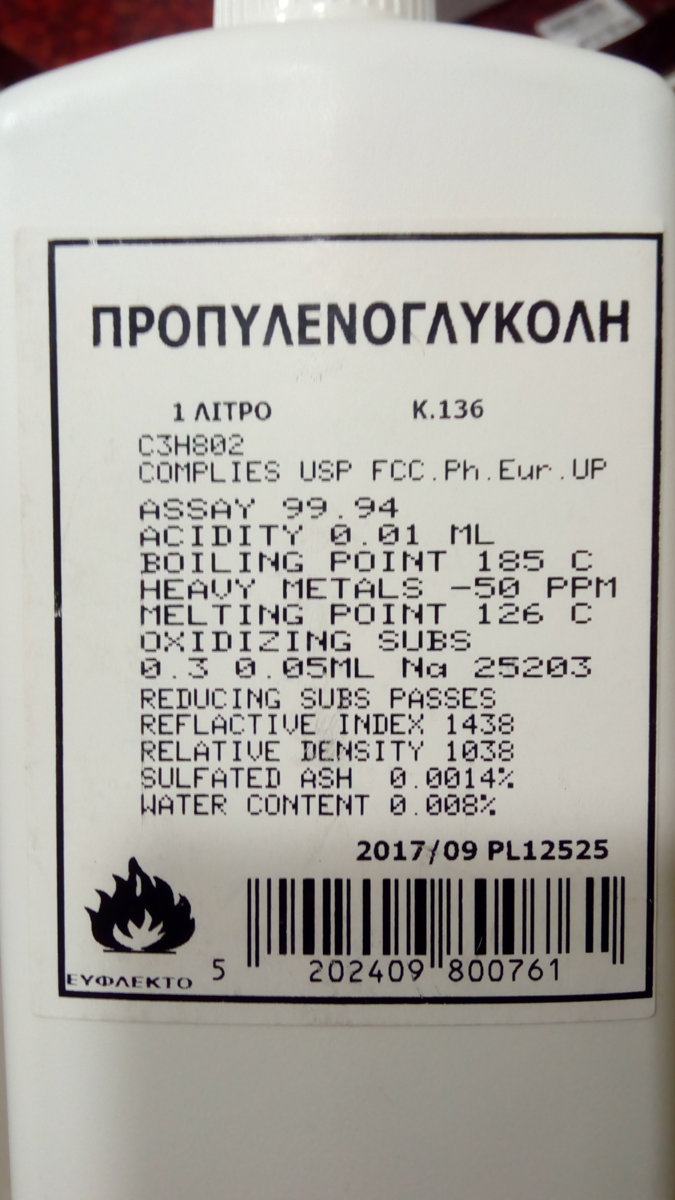 ΠΡΟΠΥΛΕΝΟΓΛΥΚΟΛΗ
1 ΛΙΤΡΟ Κ.136
C3H802
COMPLIES USP FCC.Ph.Eur.UP
ASSAY 99.94
ACIDITY 0.01 ML
BOILING POINT 185 C
HEAVY METALS -50 PPM
MELTING POINT 126 C
OXIDIZING SUBS
0.3 0.05ML Na 25203
REDUCING SUBS PASSES
REFLACTIVE INDEX 1438
RELATIVE DENSITY 1038
SULFATED ASH 0.0014%
WATER CONTENT 0.008%
2017/09 PL12525
ΕΥΦΛΕΚΤΟ
5 202409 800761